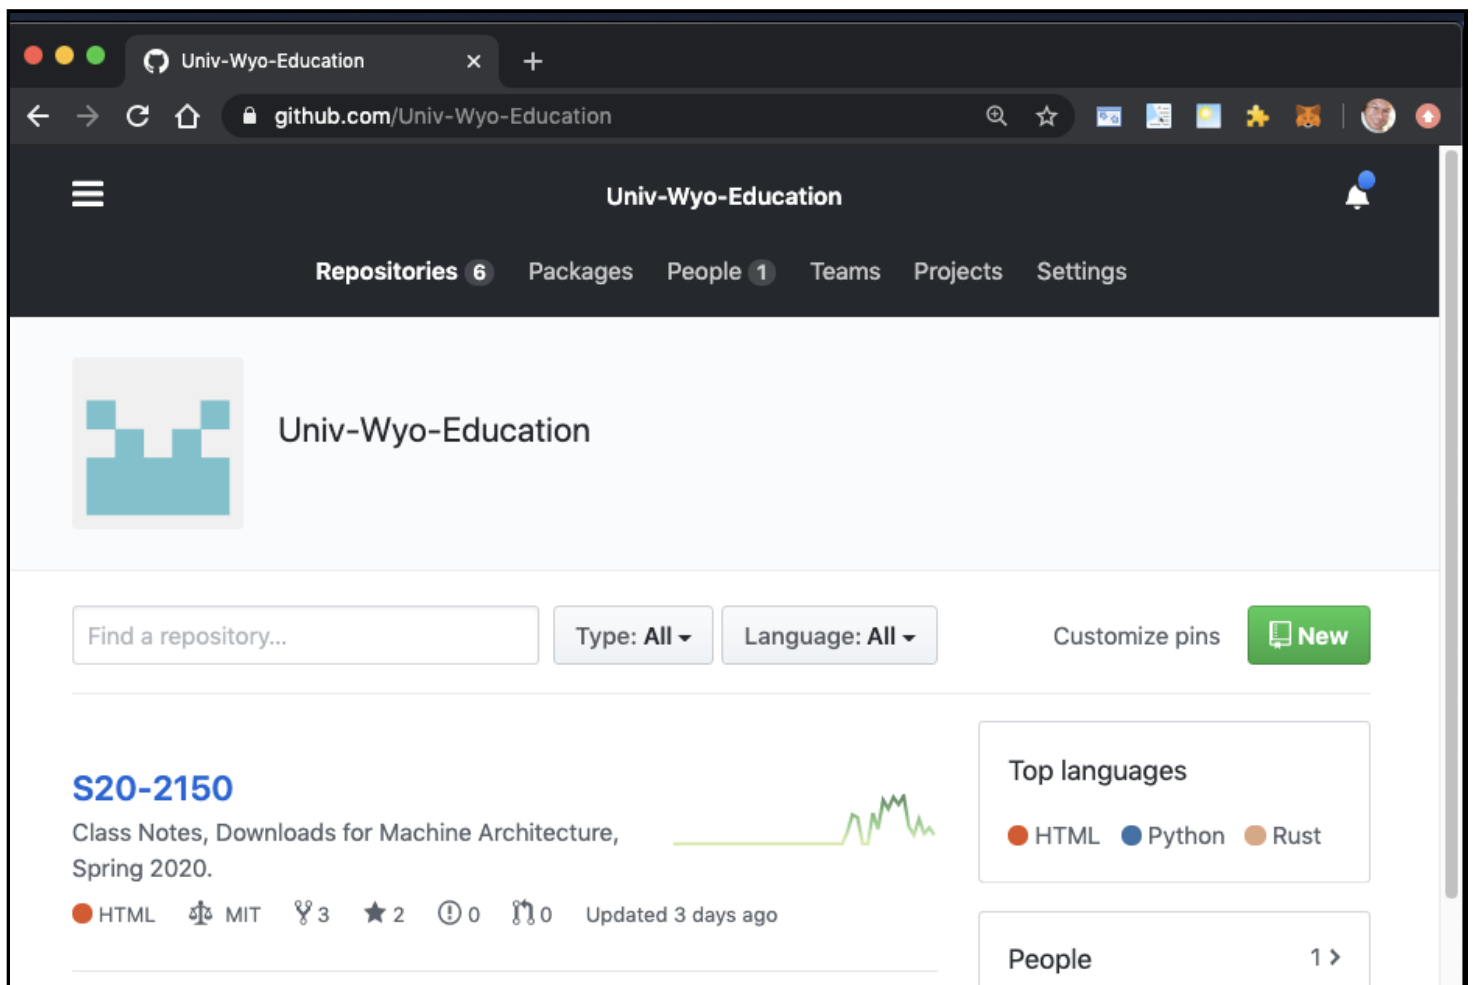 Univ-Wyo-Education
github.com/Univ-Wyo-Education
Univ-Wyo-Education
Repositories 6 Packages People 1 Teams Projects Settings
Univ-Wyo-Education
Find a repository... Type: All Language: All Customize pins New
S20-2150
Class Notes, Downloads for Machine Architecture,
Spring 2020.
HTML MIT 3 2 0 0 Updated 3 days ago
Top languages
HTML Python Rust
People 1